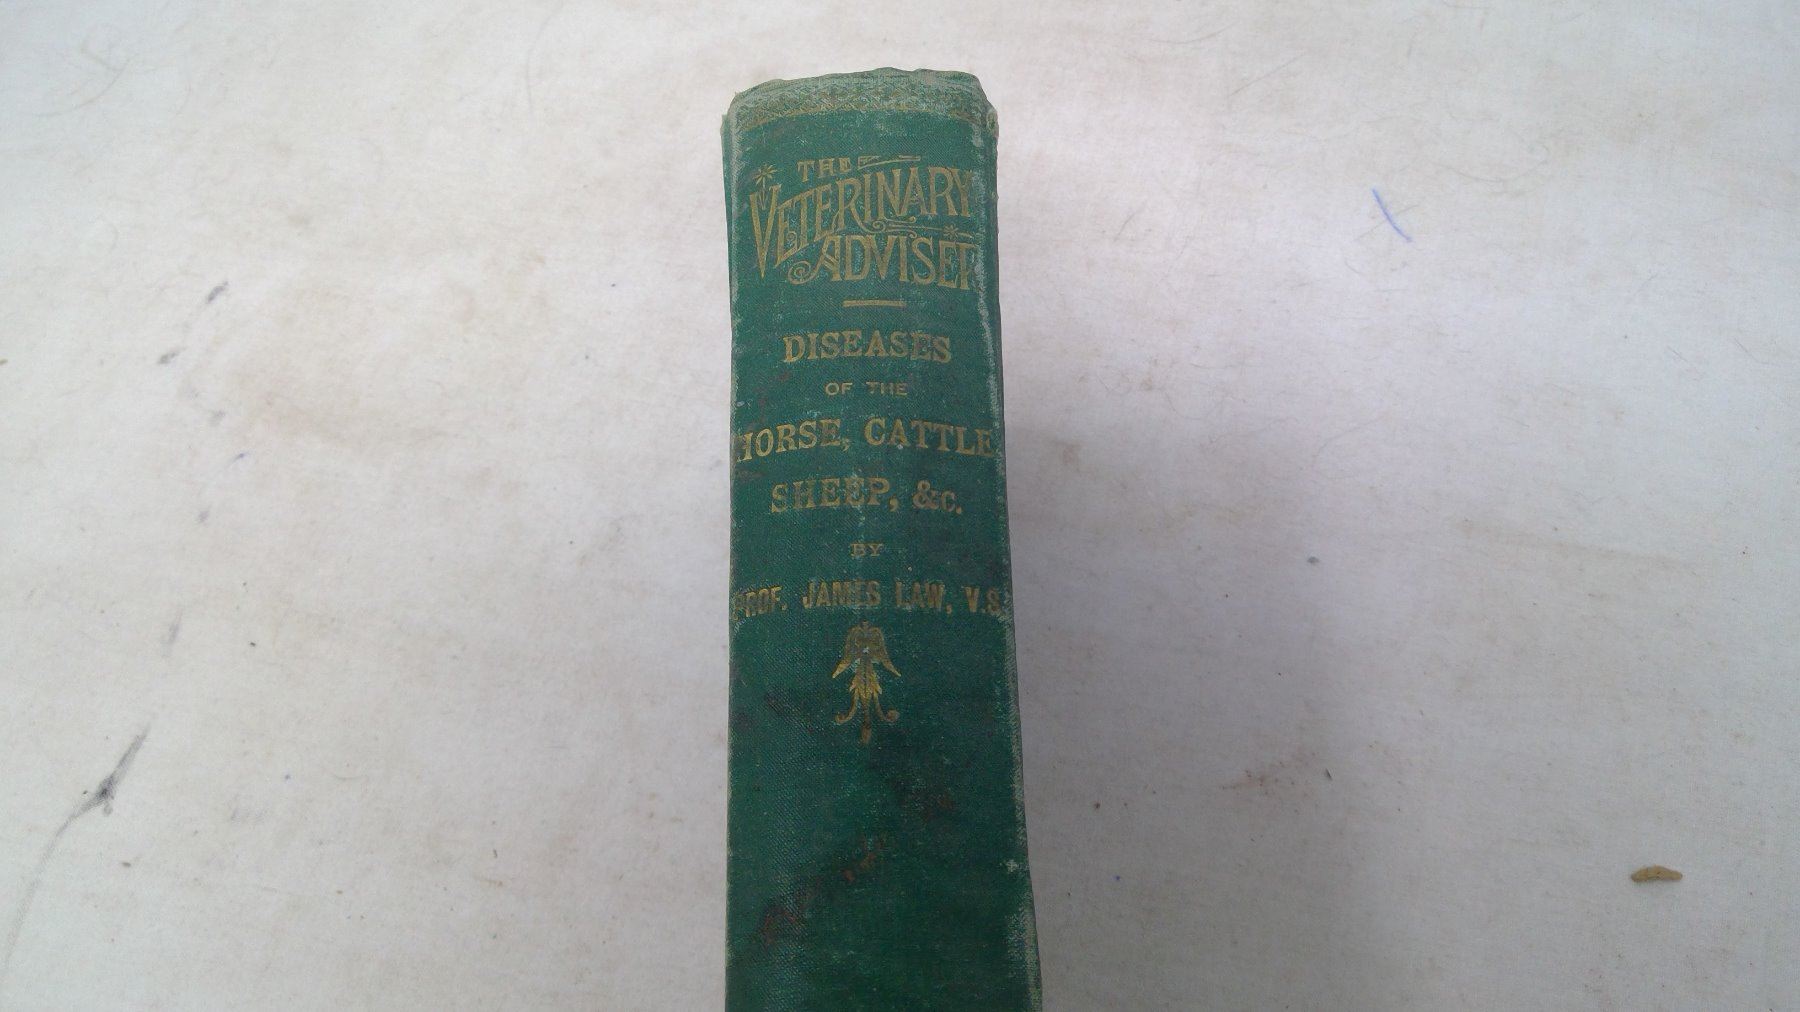 THE
VETERINARY
ADVISER
DISEASES
OF THE
HORSE, CATTLE
SHEEP, &c.
BY
PROF. JAMES LAW, V.S.